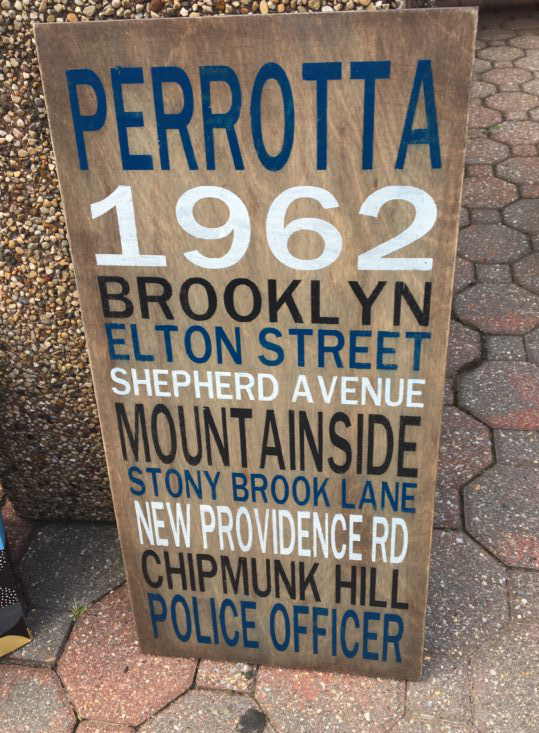 PERROTTA
1962
BROOKLYN
ELTON STREET
SHEPHERD AVENUE
MOUNTAINSIDE
STONY BROOK LANE
NEW PROVIDENCE RD
CHIPMUNK HILL
POLICE OFFICER